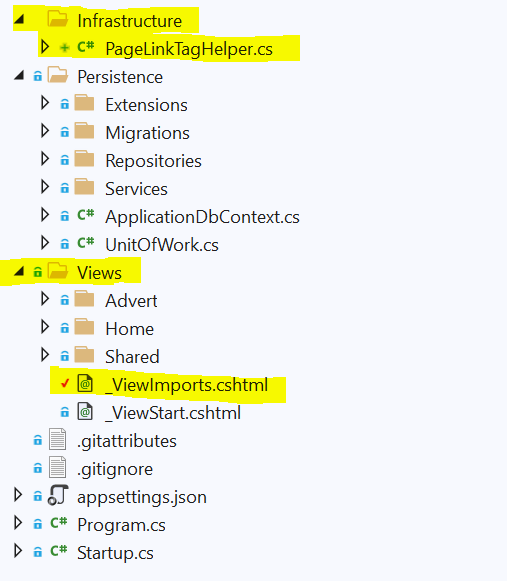 Infrastructure
C# PageLinkTagHelper.cs
Persistence
Extensions
Migrations
Repositories
Services
C# ApplicationDbContext.cs
C# UnitOfWork.cs
Views
Advert
Home
Shared
@ _ViewImports.cshtml
@ _ViewStart.cshtml
.gitattributes
.gitignore
appsettings.json
C# Program.cs
C# Startup.cs